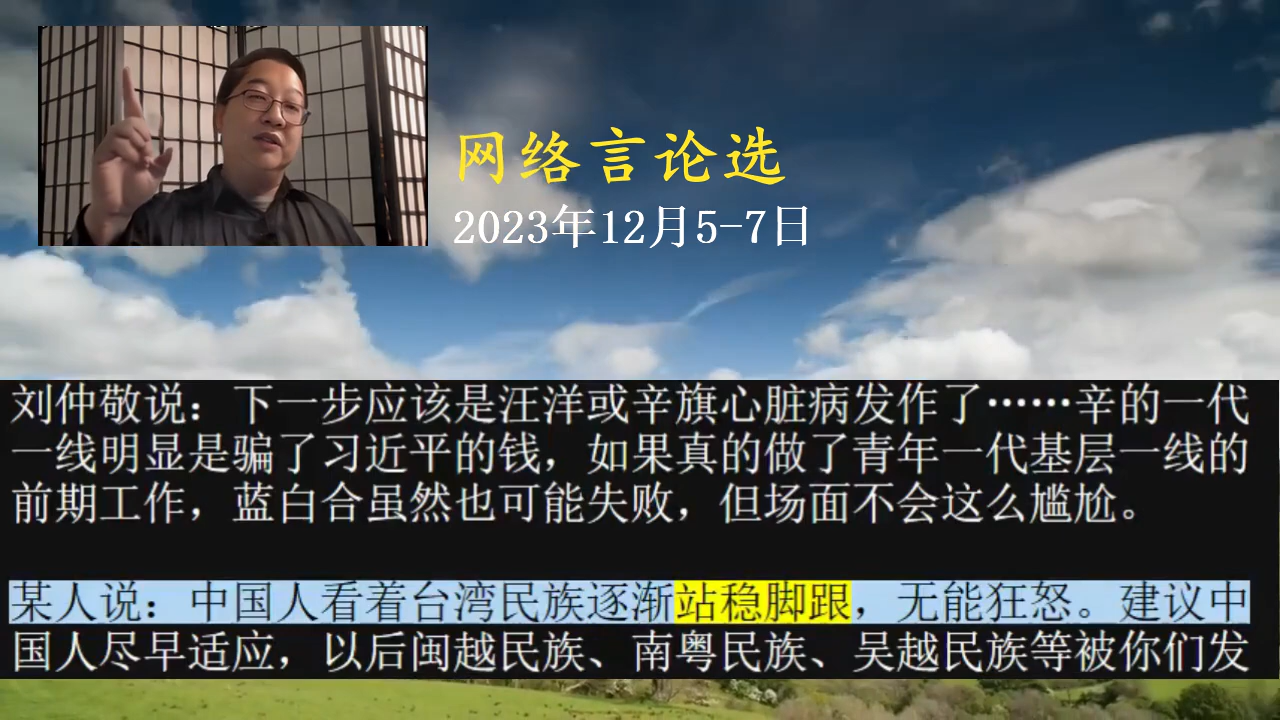 网络言论选
2023年12月5-7日
刘仲敬说：下一步应该是汪洋或辛旗心脏病发作了……辛的一代
一线明显是骗了习近平的钱，如果真的做了青年一代基层一线的
前期工作，蓝白合虽然也可能失败，但场面不会这么尴尬。
某人说：中国人看着台湾民族逐渐站稳脚跟，无能狂怒。建议中
国人尽早适应，以后闽越民族、南粤民族、吴越民族等被你们发